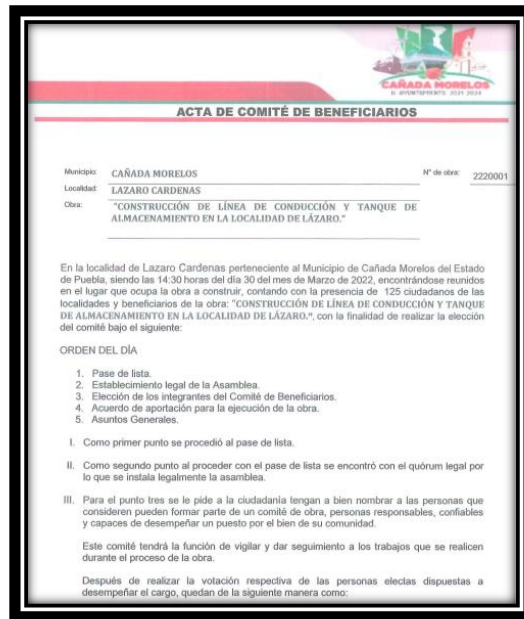 CAÑADA MORELOS
H. AYUNTAMIENTO 2021-2024
ACTA DE COMITÉ DE BENEFICIARIOS
Municipio: CAÑADA MORELOS N° de obra: 2220001
Localidad: LAZARO CARDENAS
Obra: "CONSTRUCCIÓN DE LÍNEA DE CONDUCCIÓN Y TANQUE DE
ALMACENAMIENTO EN LA LOCALIDAD DE LÁZARO."
En la localidad de Lazaro Cardenas perteneciente al Municipio de Cañada Morelos del Estado
de Puebla, siendo las 14:30 horas del día 30 del mes de Marzo de 2022, encontrándose reunidos
en el lugar que ocupa la obra a construir, contando con la presencia de 125 ciudadanos de las
localidades y beneficiarios de la obra: "CONSTRUCCIÓN DE LÍNEA DE CONDUCCIÓN Y TANQUE
DE ALMACENAMIENTO EN LA LOCALIDAD DE LÁZARO.", con la finalidad de realizar la elección
del comité bajo el siguiente:
ORDEN DEL DÍA
1. Pase de lista.
2. Establecimiento legal de la Asamblea.
3. Elección de los integrantes del Comité de Beneficiarios.
4. Acuerdo de aportación para la ejecución de la obra.
5. Asuntos Generales.
I. Como primer punto se procedió al pase de lista.
II. Como segundo punto al proceder con el pase de lista se encontró con el quórum legal por
lo que se instala legalmente la asamblea.
III. Para el punto tres se le pide a la ciudadanía tengan a bien nombrar a las personas que
consideren pueden formar parte de un comité de obra, personas responsables, confiables
y capaces de desempeñar un puesto por el bien de su comunidad.
Este comité tendrá la función de vigilar y dar seguimiento a los trabajos que se realicen
durante el proceso de la obra.
Después de realizar la votación respectiva de las personas electas dispuestas a
desempeñar el cargo, quedan de la siguiente manera como: